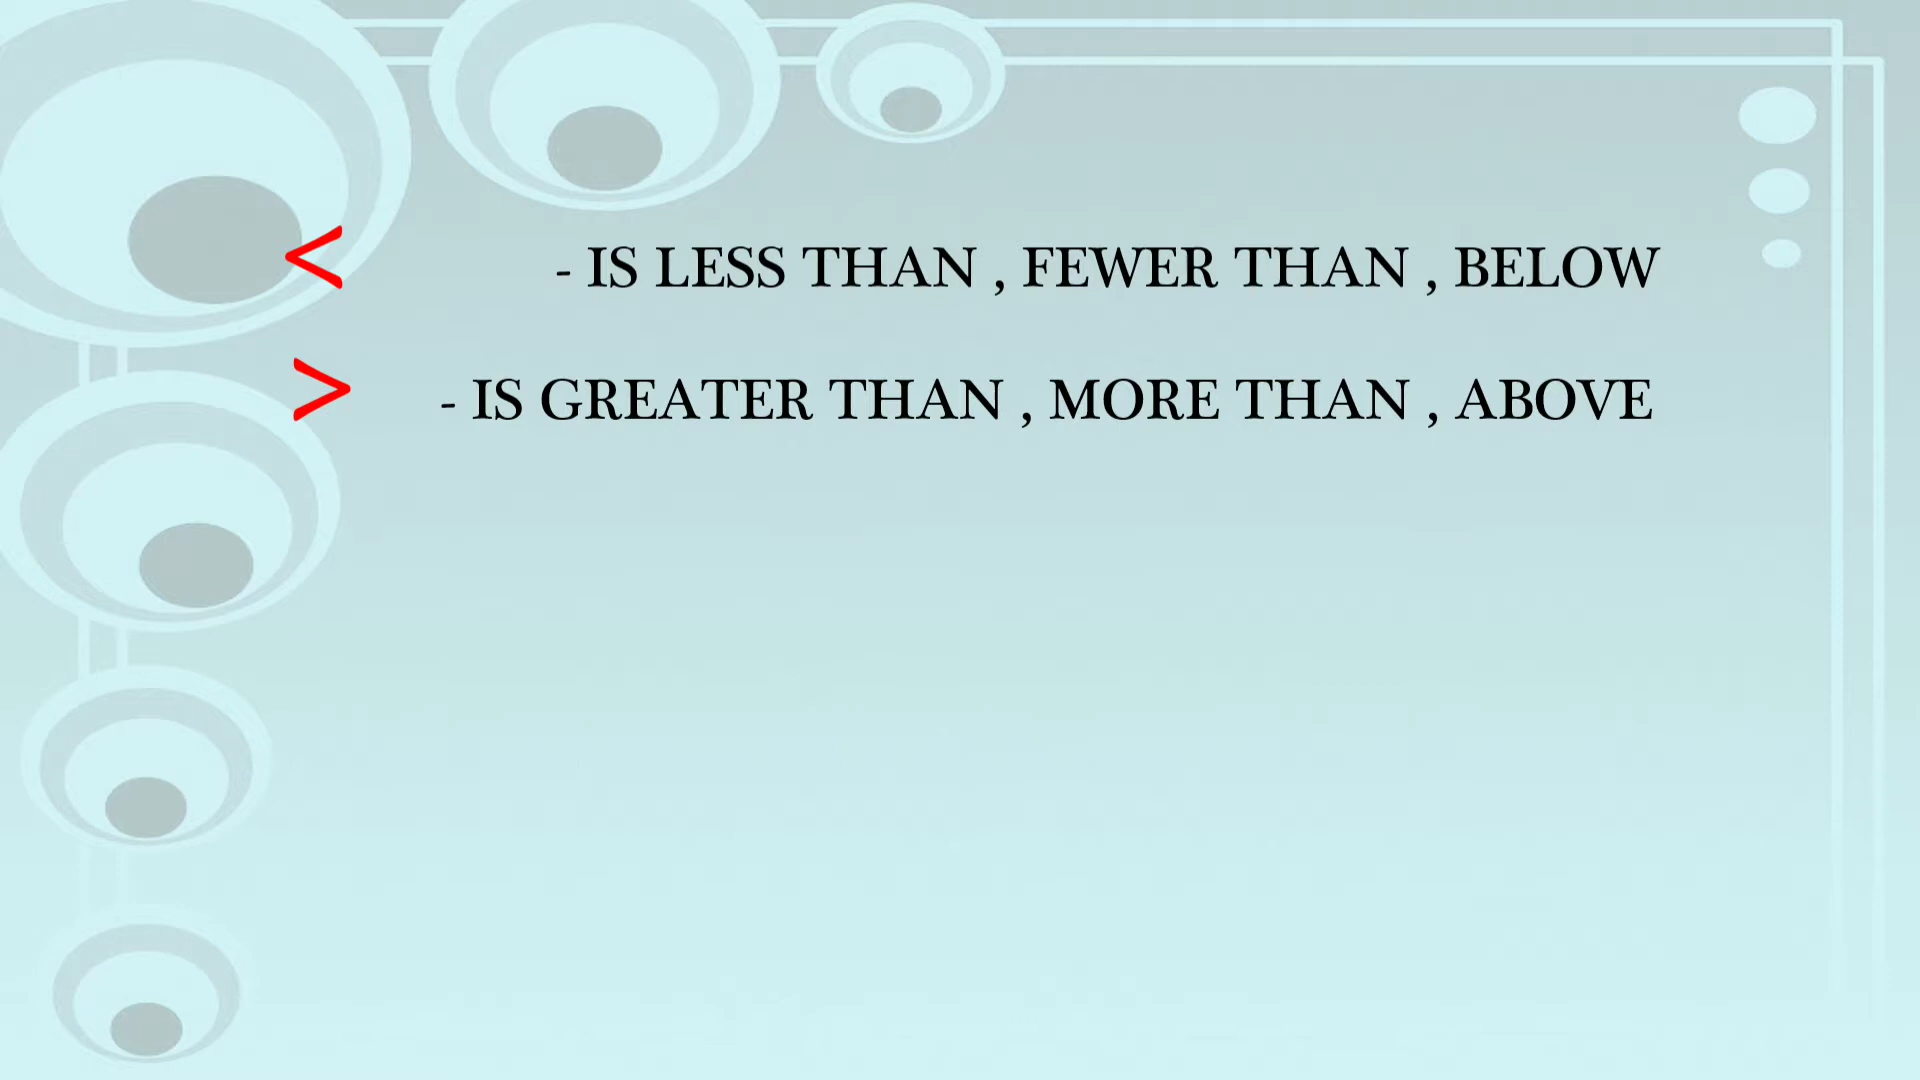 < - IS LESS THAN , FEWER THAN , BELOW
> - IS GREATER THAN , MORE THAN , ABOVE